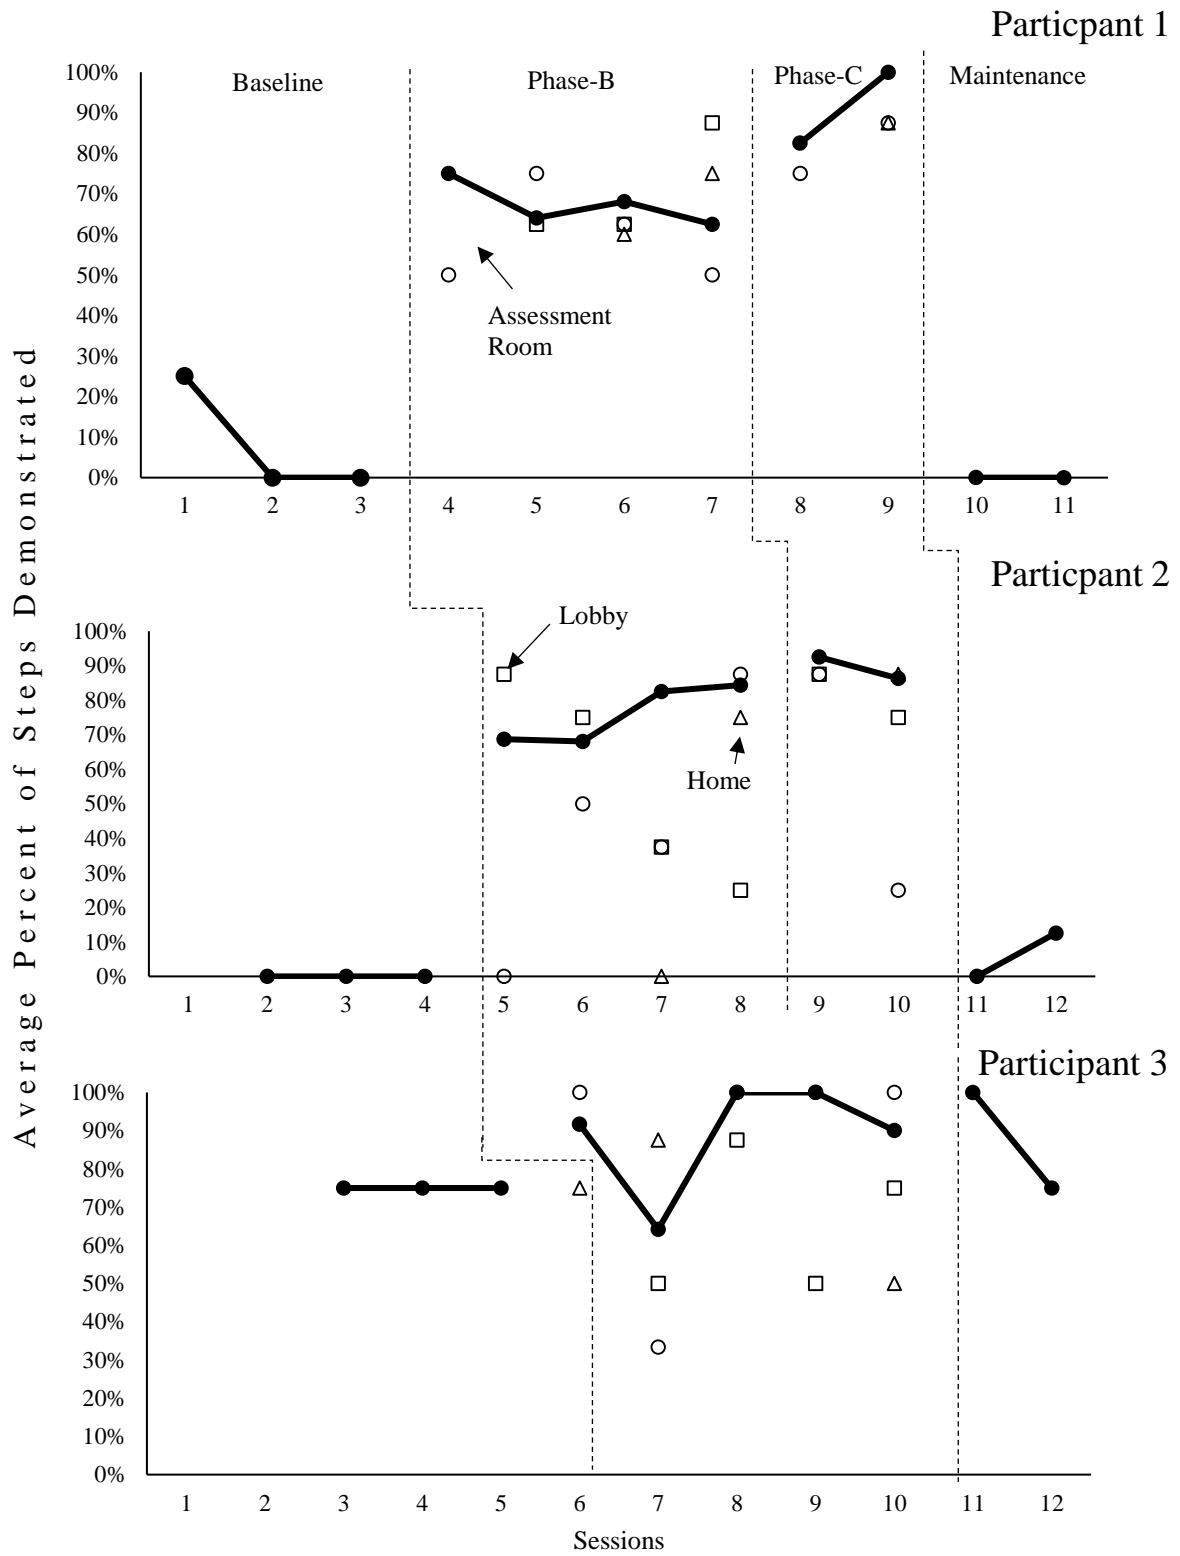 Particpant 1
Baseline
Phase-B
Phase-C
Maintenance
100%
90%
80%
70%
60%
50%
40%
30%
20%
10%
0%
Assessment
Room
1 2 3 4 5 6 7 8 9 10 11
Average Percent of Steps Demonstrated
Particpant 2
Lobby
Home
100%
90%
80%
70%
60%
50%
40%
30%
20%
10%
0%
1 2 3 4 5 6 7 8 9 10 11 12
Participant 3
100%
90%
80%
70%
60%
50%
40%
30%
20%
10%
0%
1 2 3 4 5 6 7 8 9 10 11 12
Sessions